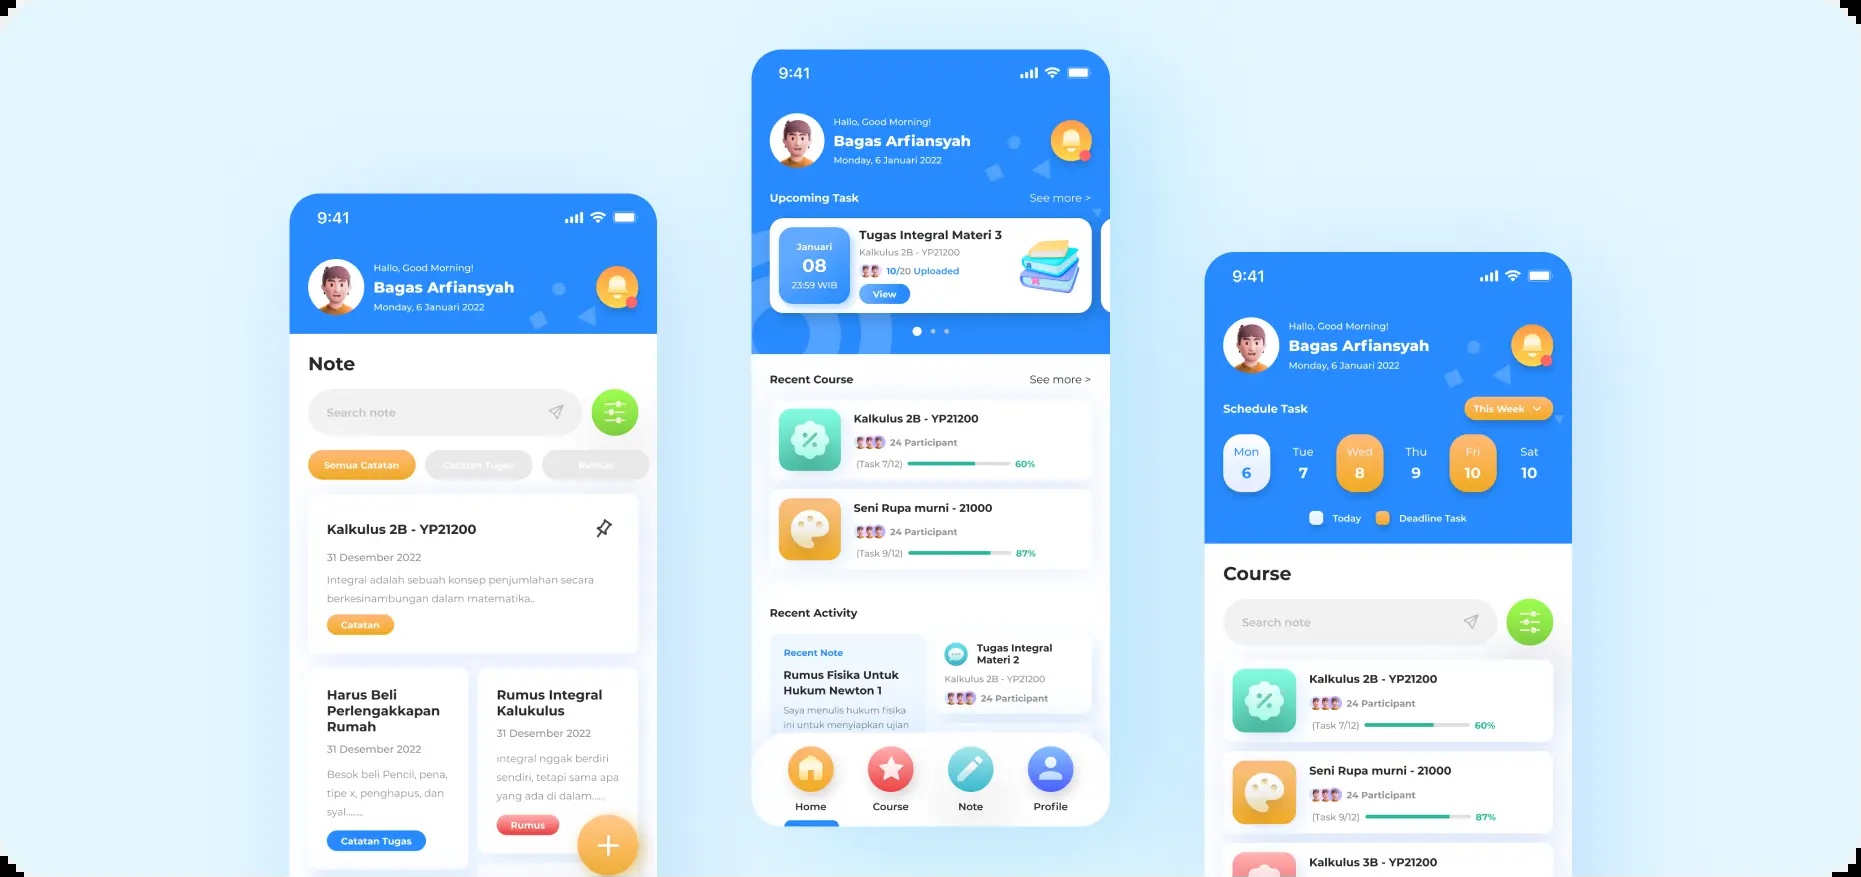 9:41
Hallo, Good Morning!
Bagas Arfiansyah
Monday, 6 Januari 2022
Note
Search note
Semua Catatan
Catatan Tugas
Rumus
Kalkulus 2B - YP21200
31 Desember 2022
Integral adalah sebuah konsep penjumlahan secara
berkesinambungan dalam matematika..
Catatan
Harus Beli
Perlengakkapan
Rumah
31 Desember 2022
Besok beli Pencil, pena,
tipe x, penghapus, dan
syal........
Catatan Tugas
Rumus Integral
Kalukulus
31 Desember 2022
integral nggak berdiri
sendiri, tetapi sama apa
yang ada di dalam.....
Rumus
9:41
Hallo, Good Morning!
Bagas Arfiansyah
Monday, 6 Januari 2022
Upcoming Task
See more >
Januari
08
23:59 WIB
Tugas Integral Materi 3
Kalkulus 2B - YP21200
10/20 Uploaded
View
Recent Course
See more >
Kalkulus 2B - YP21200
24 Participant
(Task 7/12)
60%
Seni Rupa murni - 21000
24 Participant
(Task 9/12)
87%
Recent Activity
Recent Note
Rumus Fisika Untuk
Hukum Newton 1
Saya menulis hukum fisika
ini untuk menyiapkan ujian
Tugas Integral
Materi 2
Kalkulus 2B - YP21200
24 Participant
Home
Course
Note
Profile
9:41
Hallo, Good Morning!
Bagas Arfiansyah
Monday, 6 Januari 2022
Schedule Task
This Week
Mon
6
Tue
7
Wed
8
Thu
9
Fri
10
Sat
10
Today
Deadline Task
Course
Search note
Kalkulus 2B - YP21200
24 Participant
(Task 7/12)
60%
Seni Rupa murni - 21000
24 Participant
(Task 9/12)
87%
Kalkulus 3B - YP21200